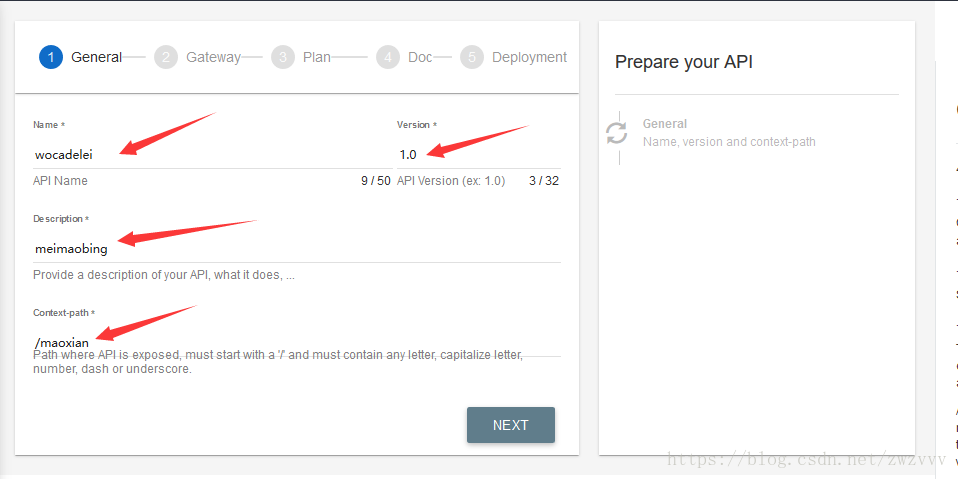 1 General 2 Gateway 3 Plan 4 Doc 5 Deployment
Name *
Version *
wocadelei
1.0
API Name
9 / 50
API Version (ex: 1.0)
3 / 32
Description *
meimaobing
Provide a description of your API, what it does, ...
Context-path *
/maoxian
Path where API is exposed, must start with a '/' and must contain any letter, capitalize letter,
number, dash or underscore.
NEXT
Prepare your API
General
Name, version and context-path
https://blog.csdn.net/zwzvvv